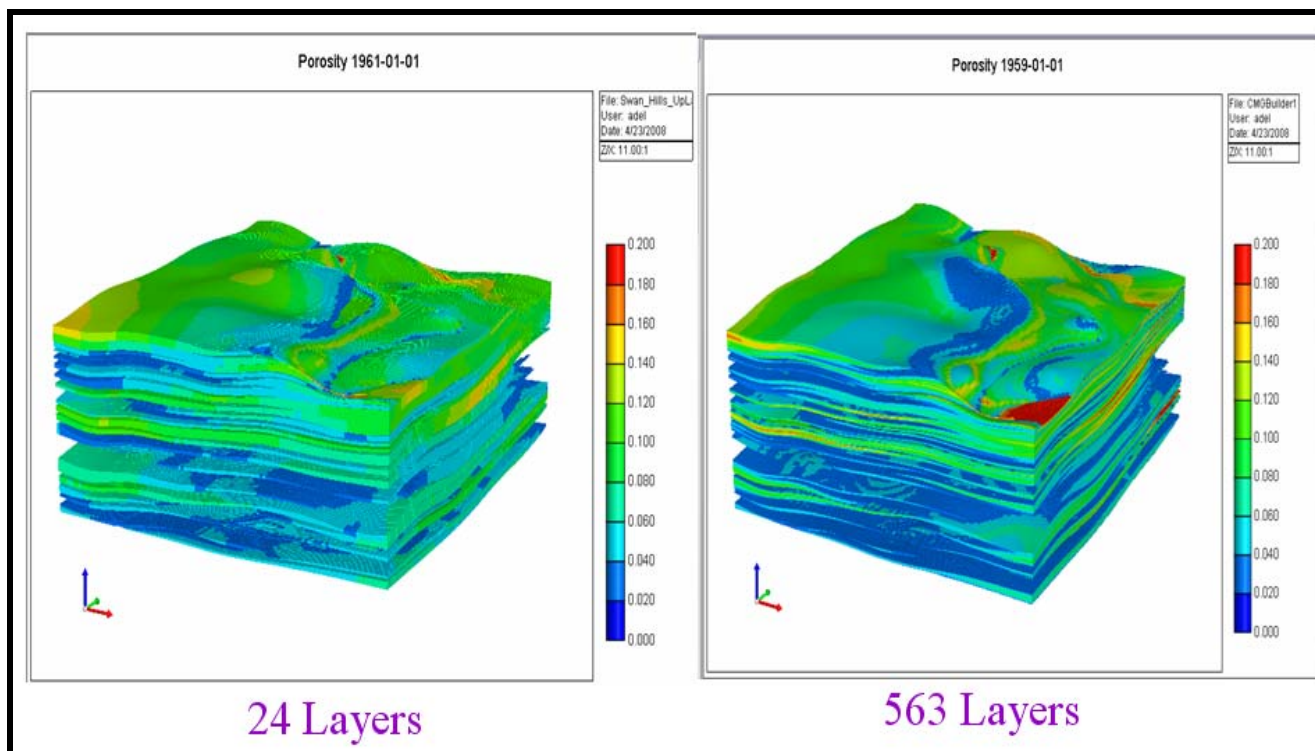 Porosity 1961-01-01
File: Swan_Hills_UpL
User: adel
Date: 4/23/2008
Z/X: 11.00:1
0.200
0.180
0.160
0.140
0.120
0.100
0.080
0.060
0.040
0.020
0.000
24 Layers
Porosity 1959-01-01
File: CMGBuilder1
User: adel
Date: 4/23/2008
Z/X: 11.00:1
0.200
0.180
0.160
0.140
0.120
0.100
0.080
0.060
0.040
0.020
0.000
563 Layers